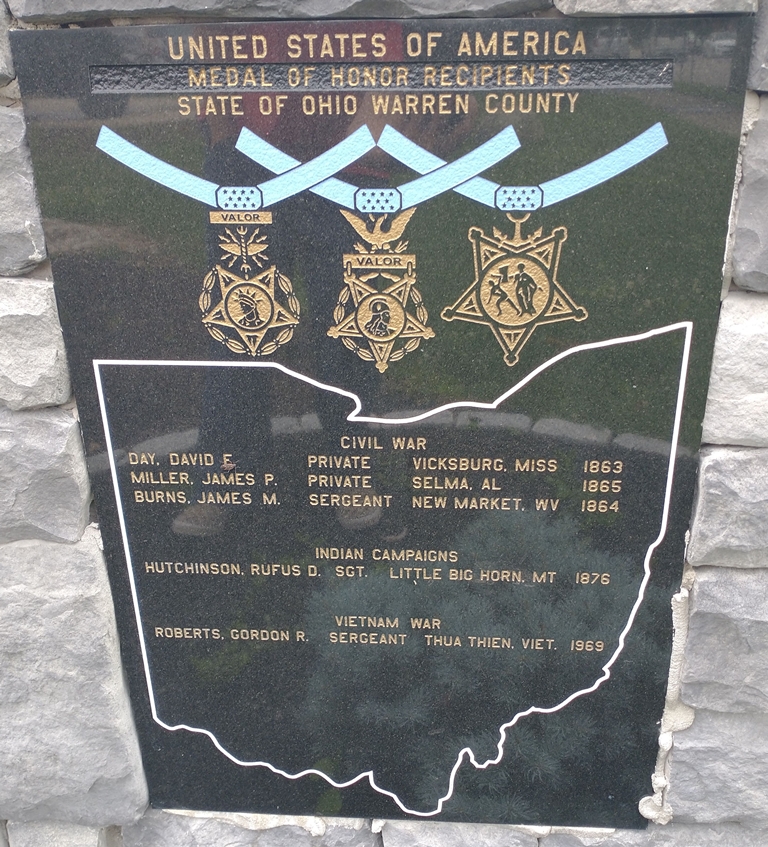 UNITED STATES OF AMERICA
MEDAL OF HONOR RECIPIENTS
STATE OF OHIO WARREN COUNTY
VALOR
VALOR
CIVIL WAR
DAY, DAVID F. PRIVATE VICKSBURG, MISS 1863
MILLER, JAMES P. PRIVATE SELMA, AL 1865
BURNS, JAMES M. SERGEANT NEW MARKET, WV 1864
INDIAN CAMPAIGNS
HUTCHINSON, RUFUS D. SGT. LITTLE BIG HORN, MT 1876
VIETNAM WAR
ROBERTS, GORDON R. SERGEANT THUA THIEN, VIET. 1969